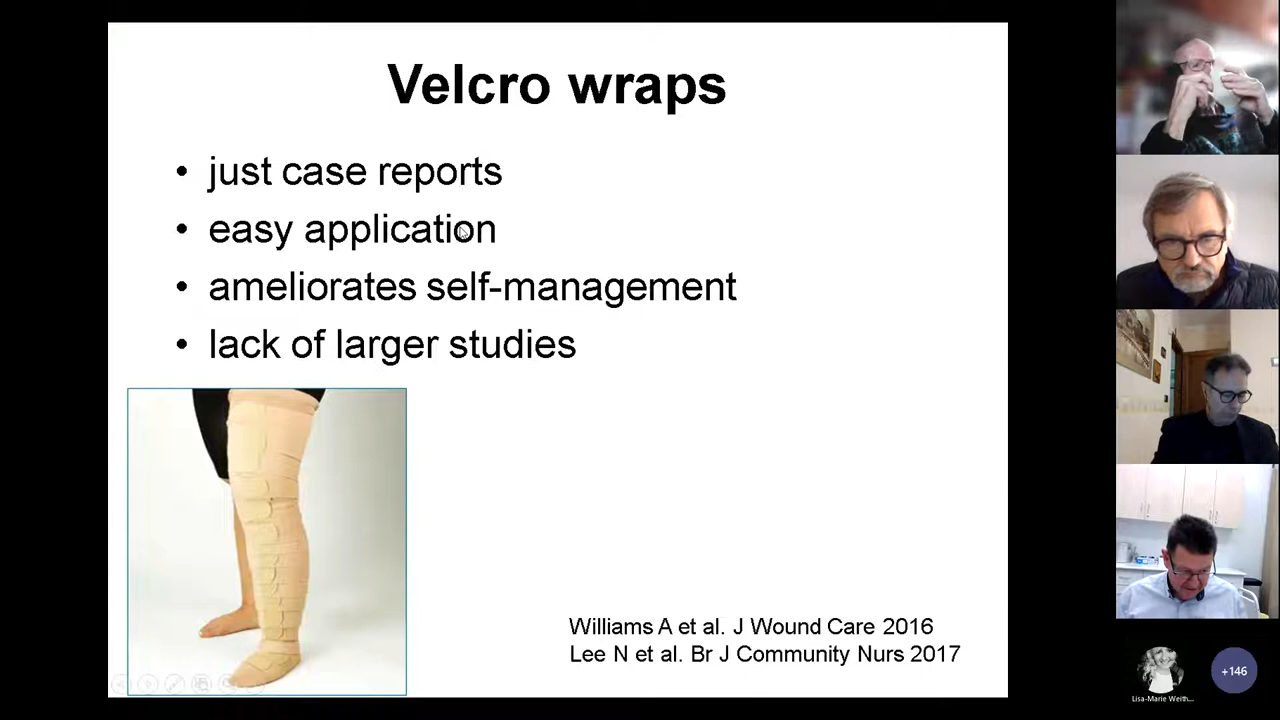 Velcro wraps
• just case reports
• easy application
• ameliorates self-management
• lack of larger studies
Williams A et al. J Wound Care 2016
Lee N et al. Br J Community Nurs 2017
Lisa-Marie Weith...
+146